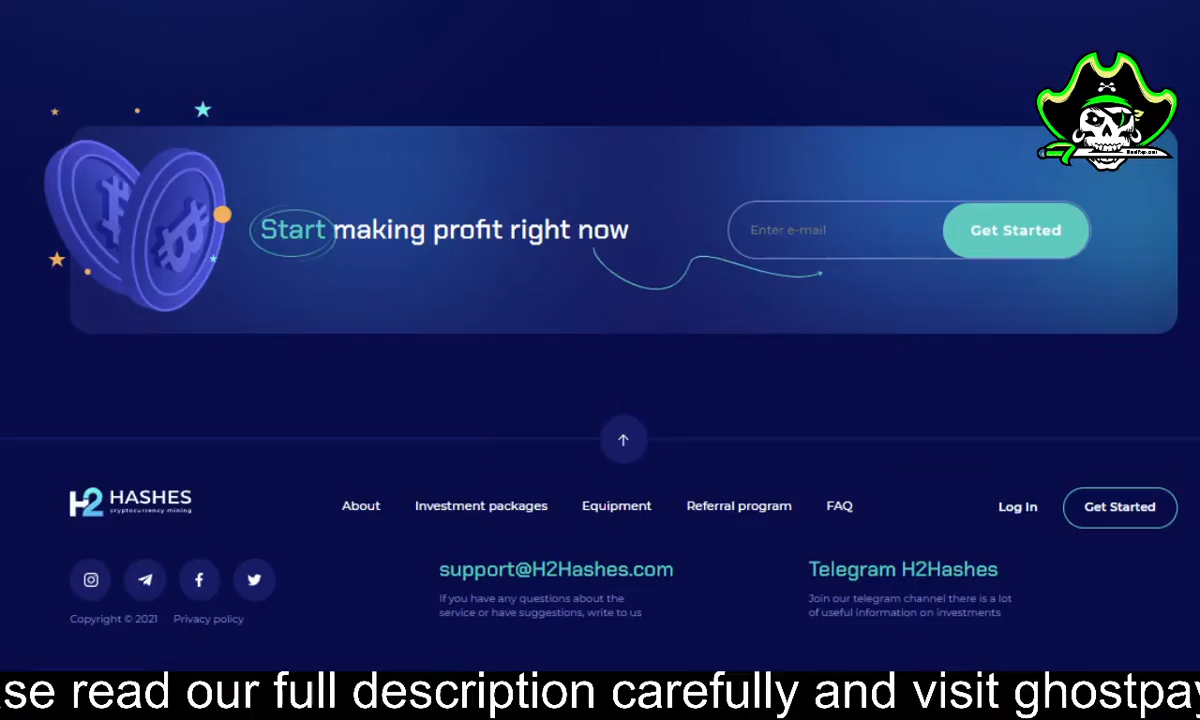 Start making profit right now
Enter e-mail
Get Started
H2 HASHES
cryptocurrency mining
About
Investment packages
Equipment
Referral program
FAQ
Log In
Get Started
support@H2Hashes.com
If you have any questions about the
service or have suggestions, write to us
Telegram H2Hashes
Join our telegram channel there is a lot
of useful information on investments
Copyright © 2021
Privacy policy
read our full description carefully and visit